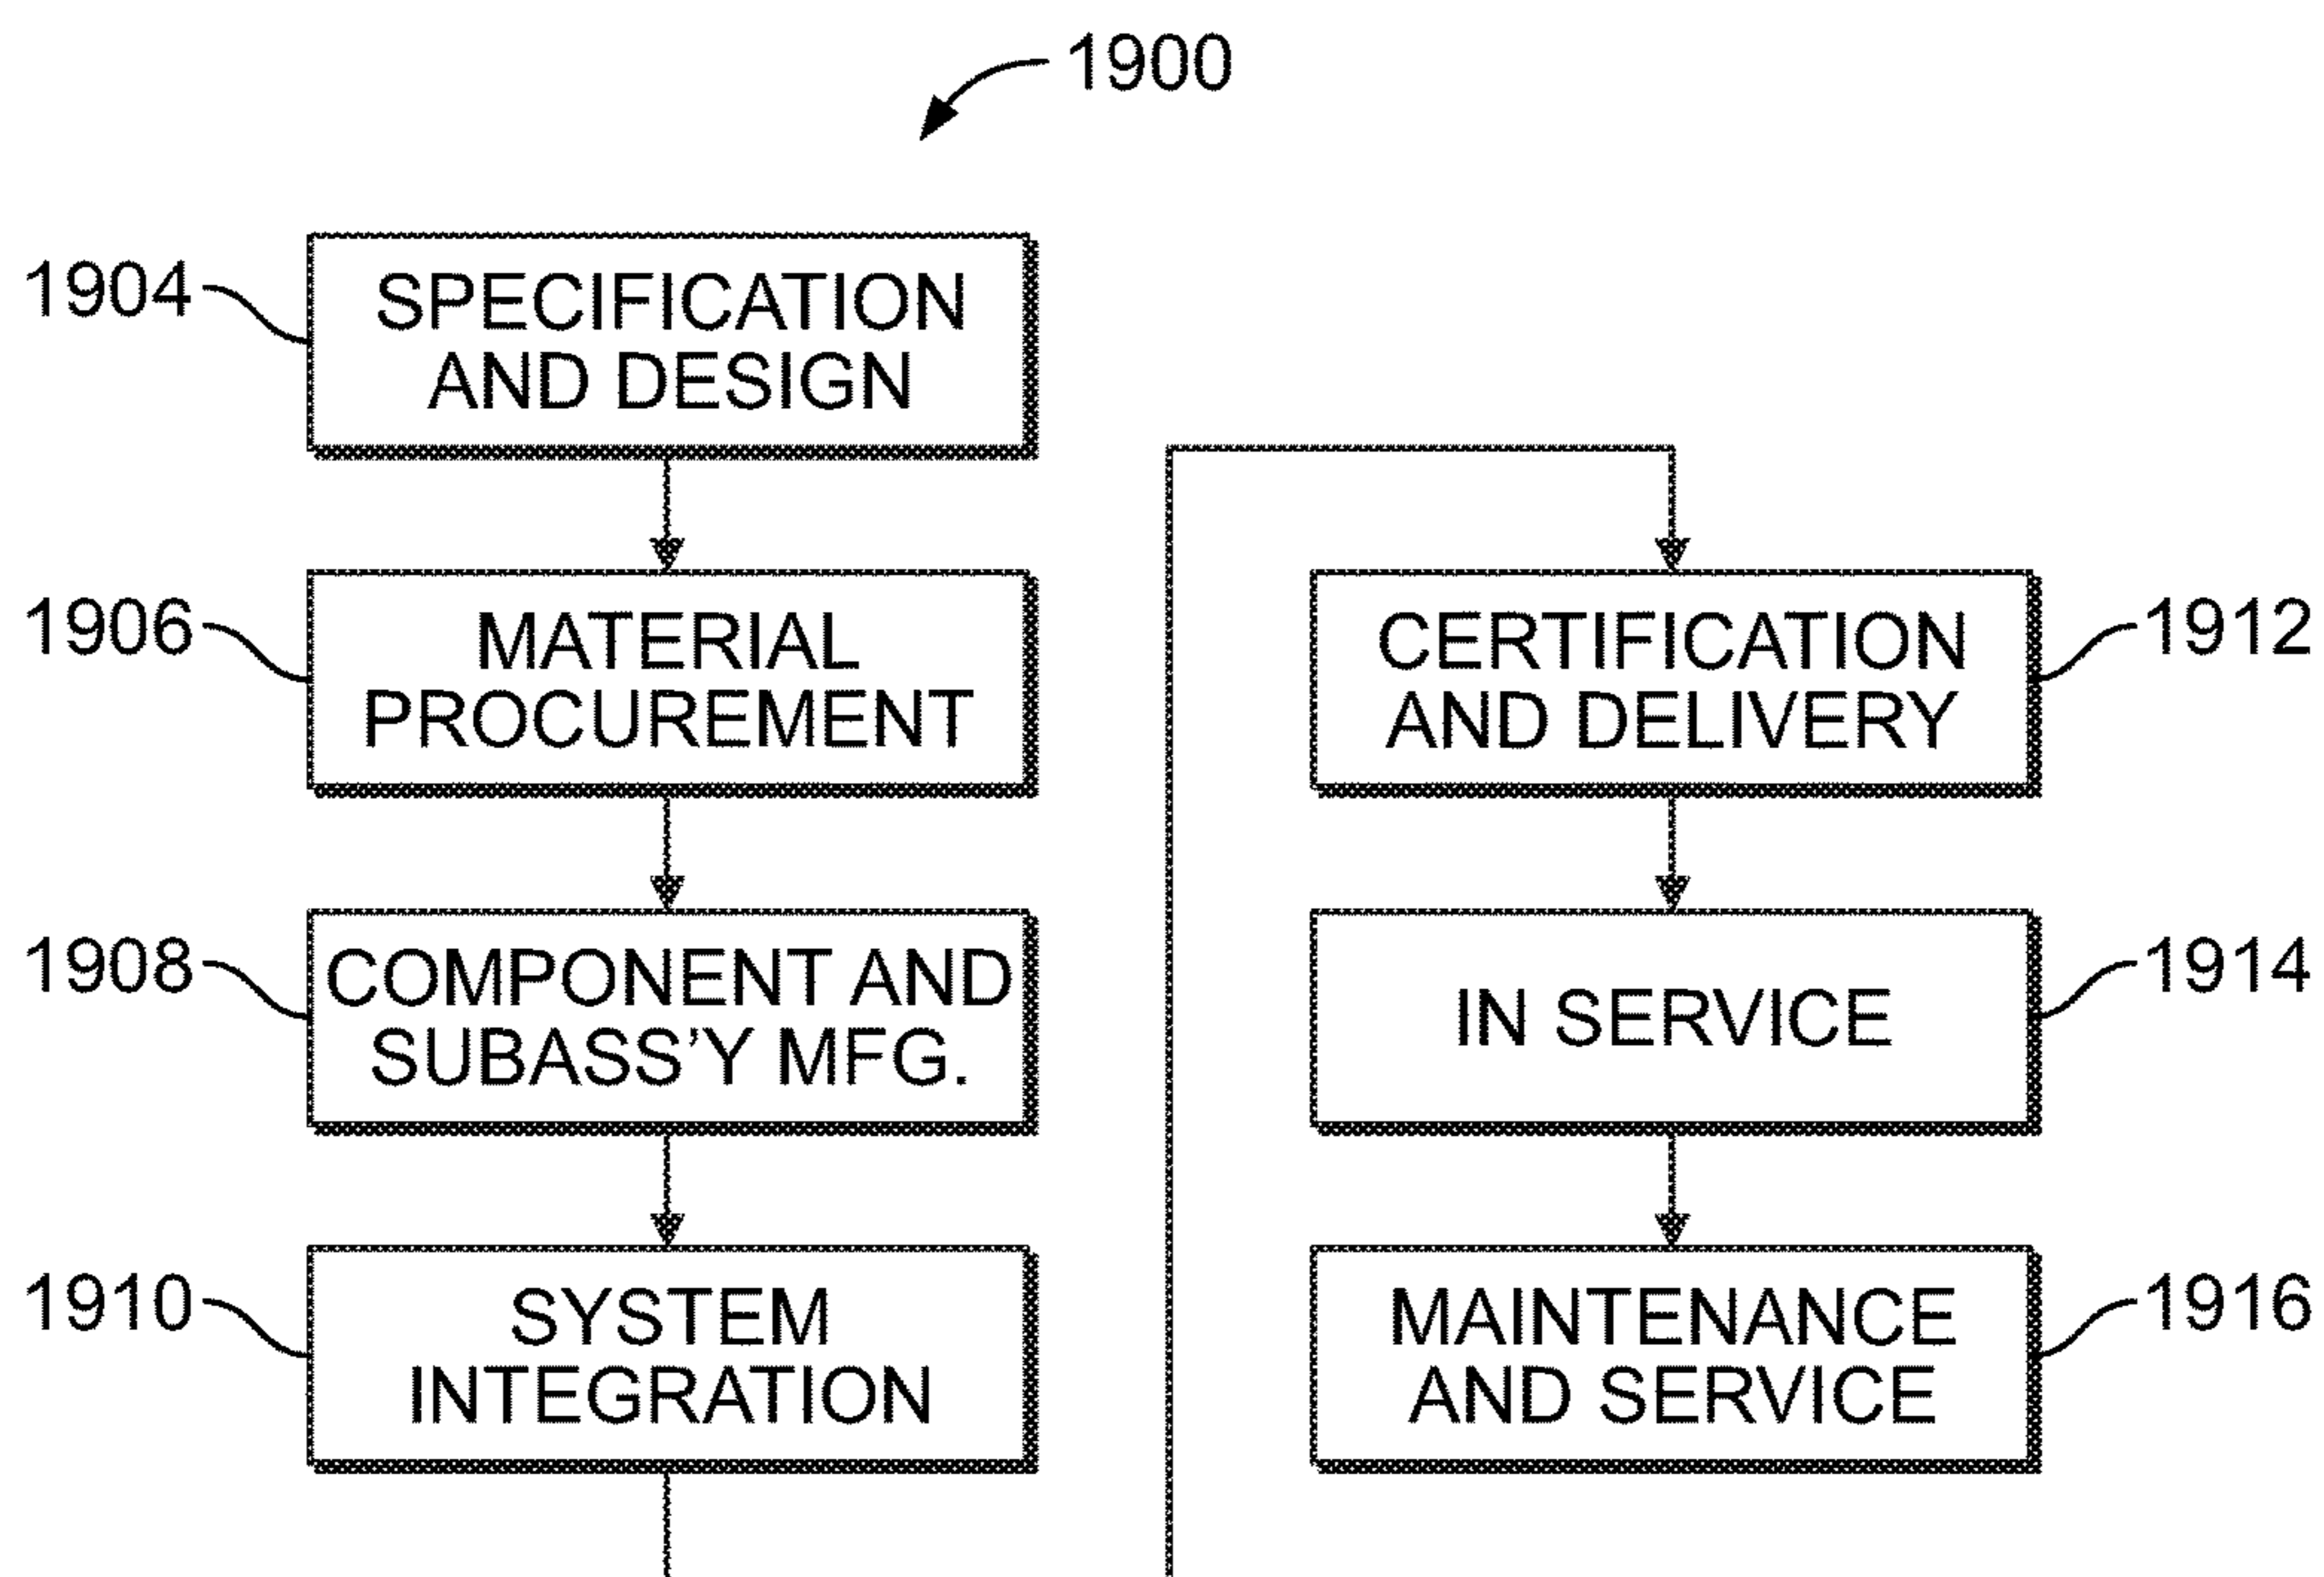 1900
1904
SPECIFICATION
AND DESIGN
1906
MATERIAL
PROCUREMENT
1908
COMPONENT AND
SUBASS'Y MFG.
1910
SYSTEM
INTEGRATION
CERTIFICATION
AND DELIVERY
1912
IN SERVICE
1914
MAINTENANCE
AND SERVICE
1916